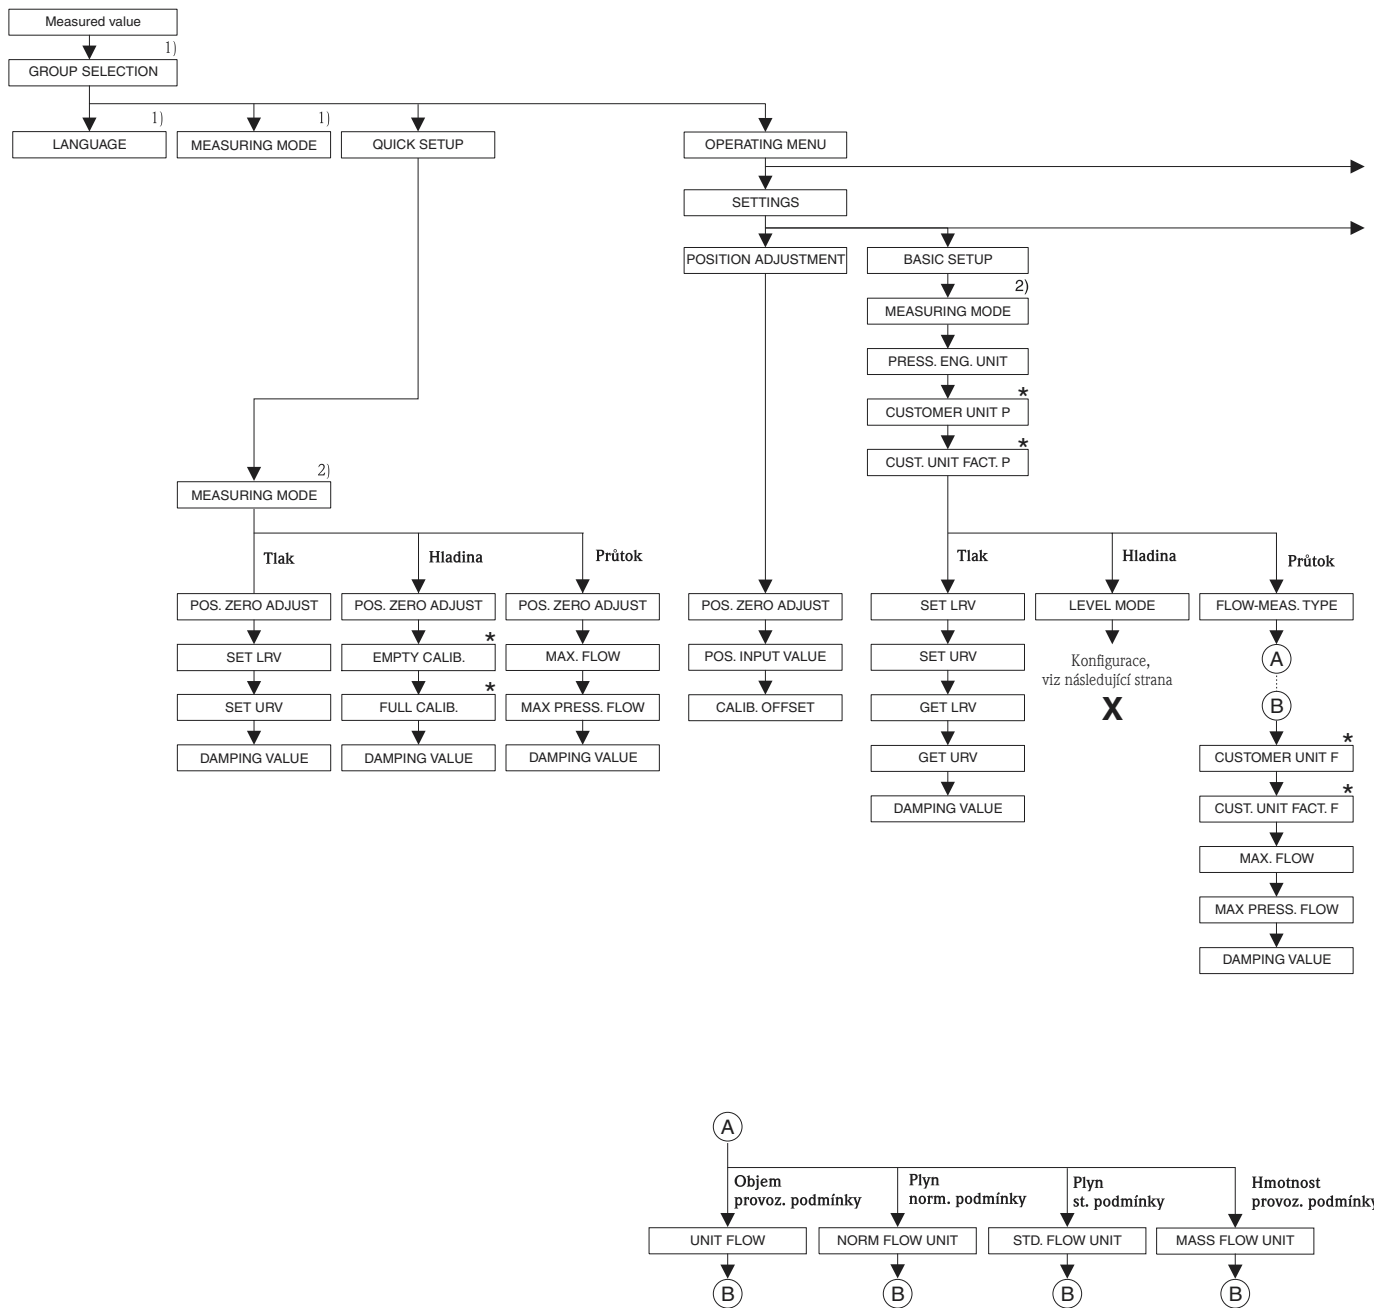 Measured value
1)
GROUP SELECTION
1)
1)
LANGUAGE
MEASURING MODE
QUICK SETUP
OPERATING MENU
SETTINGS
POSITION ADJUSTMENT
BASIC SETUP
2)
MEASURING MODE
PRESS. ENG. UNIT
*
CUSTOMER UNIT P
*
CUST. UNIT FACT. P
2)
MEASURING MODE
Tlak
Hladina
Průtok
Tlak
Hladina
Průtok
POS. ZERO ADJUST
POS. ZERO ADJUST
POS. ZERO ADJUST
POS. ZERO ADJUST
SET LRV
LEVEL MODE
FLOW-MEAS. TYPE
*
SET LRV
EMPTY CALIB.
MAX. FLOW
POS. INPUT VALUE
SET URV
Konfigurace,
viz následující strana
X
A
*
SET URV
FULL CALIB.
MAX PRESS. FLOW
CALIB. OFFSET
GET LRV
B
*
DAMPING VALUE
DAMPING VALUE
DAMPING VALUE
GET URV
CUSTOMER UNIT F
*
DAMPING VALUE
CUST. UNIT FACT. F
MAX. FLOW
MAX PRESS. FLOW
DAMPING VALUE
A
Objem
provoz. podmínky
Plyn
norm. podmínky
Plyn
st. podmínky
Hmotnost
provoz. podmínky
UNIT FLOW
NORM FLOW UNIT
STD. FLOW UNIT
MASS FLOW UNIT
B
B
B
B